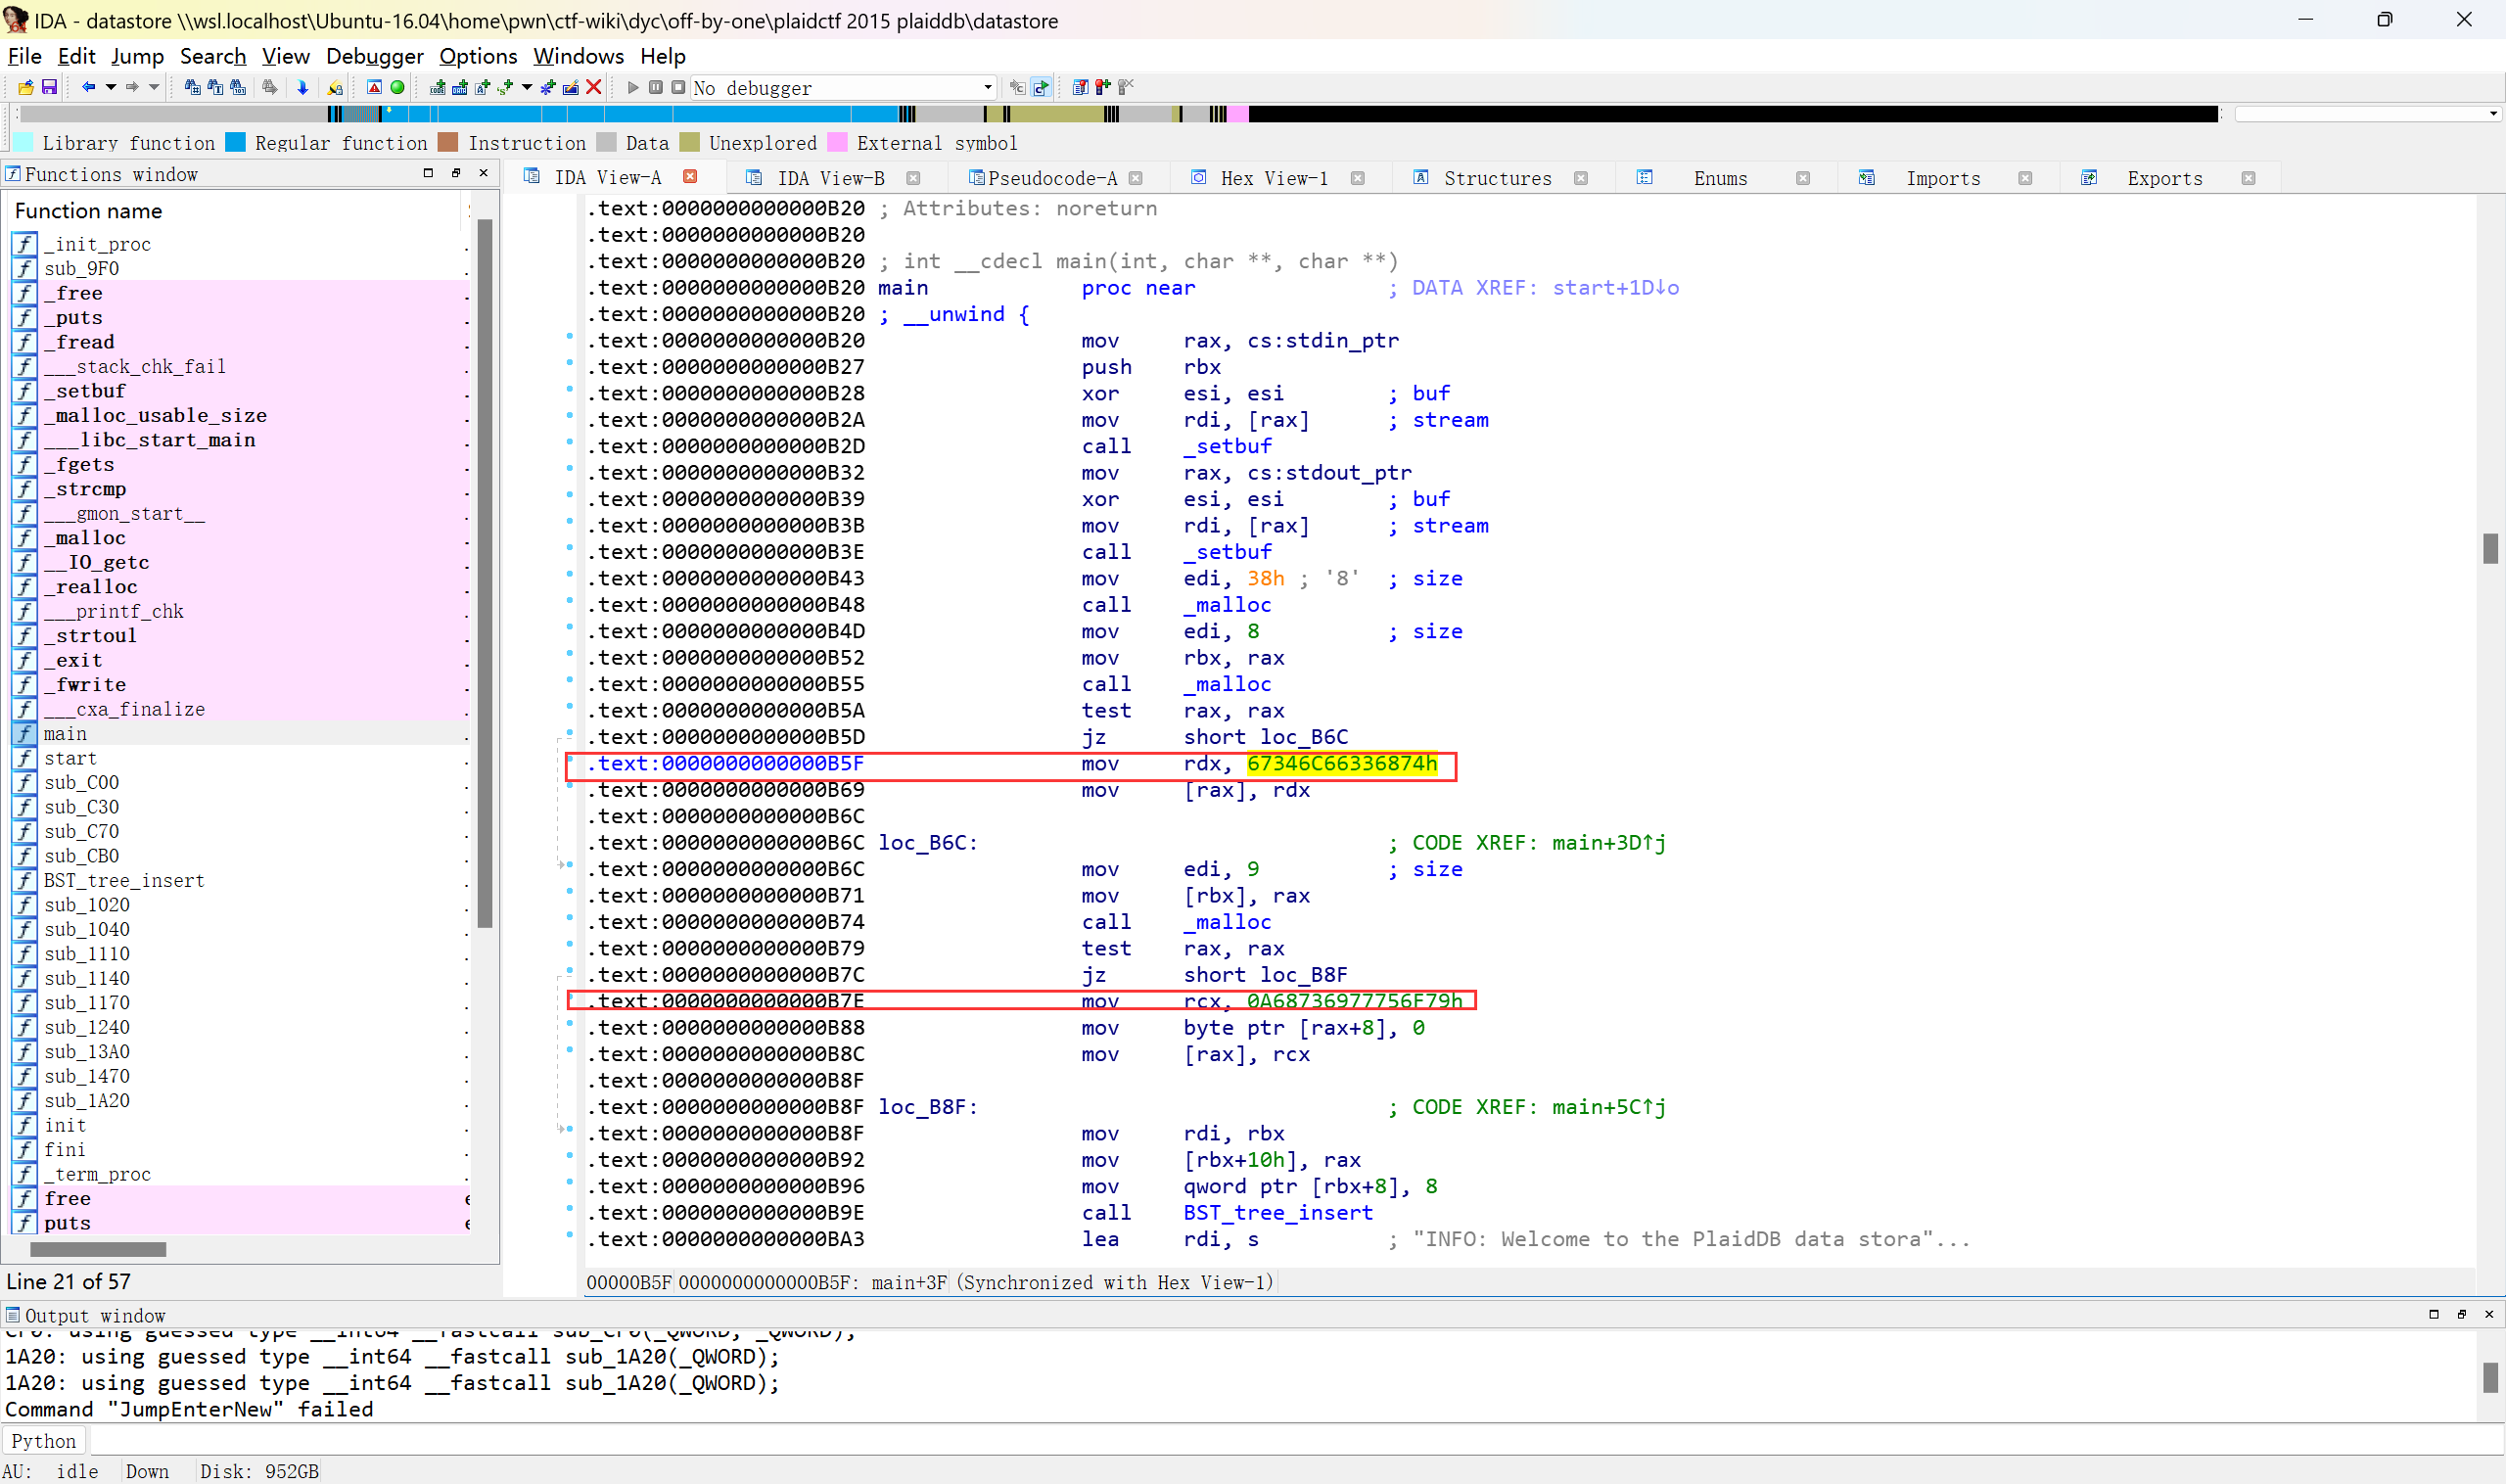 IDA - datastore \\wsl.localhost\Ubuntu-16.04\home\pwn\ctf-wiki\dyc\off-by-one\plaidctf 2015 plaiddb\datastore
File Edit Jump Search View Debugger Options Windows Help
No debugger
Library function Regular function Instruction Data Unexplored External symbol
Functions window
IDA View-A IDA View-B Pseudocode-A Hex View-1 Structures Enums Imports Exports
Function name
_init_proc
sub_9F0
_free
_puts
_fread
___stack_chk_fail
_setbuf
_malloc_usable_size
___libc_start_main
_fgets
_strcmp
___gmon_start__
_malloc
__IO_getc
_realloc
___printf_chk
_strtoul
_exit
_fwrite
___cxa_finalize
main
start
sub_C00
sub_C30
sub_C70
sub_CB0
BST_tree_insert
sub_1020
sub_1040
sub_1110
sub_1140
sub_1170
sub_1240
sub_13A0
sub_1470
sub_1A20
init
fini
_term_proc
free
puts
Line 21 of 57
.text:0000000000000B20 ; Attributes: noreturn
.text:0000000000000B20
.text:0000000000000B20 ; int __cdecl main(int, char **, char **)
.text:0000000000000B20 main proc near ; DATA XREF: start+1D↓o
.text:0000000000000B20 ; __unwind {
.text:0000000000000B20 mov rax, cs:stdin_ptr
.text:0000000000000B27 push rbx
.text:0000000000000B28 xor esi, esi ; buf
.text:0000000000000B2A mov rdi, [rax] ; stream
.text:0000000000000B2D call _setbuf
.text:0000000000000B32 mov rax, cs:stdout_ptr
.text:0000000000000B39 xor esi, esi ; buf
.text:0000000000000B3B mov rdi, [rax] ; stream
.text:0000000000000B3E call _setbuf
.text:0000000000000B43 mov edi, 38h ; '8' ; size
.text:0000000000000B48 call _malloc
.text:0000000000000B4D mov edi, 8 ; size
.text:0000000000000B52 mov rbx, rax
.text:0000000000000B55 call _malloc
.text:0000000000000B5A test rax, rax
.text:0000000000000B5D jz short loc_B6C
.text:0000000000000B5F mov rdx, 67346C66336874h
.text:0000000000000B69 mov [rax], rdx
.text:0000000000000B6C
.text:0000000000000B6C loc_B6C: ; CODE XREF: main+3D↑j
.text:0000000000000B6C mov edi, 9 ; size
.text:0000000000000B71 mov [rbx], rax
.text:0000000000000B74 call _malloc
.text:0000000000000B79 test rax, rax
.text:0000000000000B7C jz short loc_B8F
.text:0000000000000B7E mov rcx, 0A68736977756F79h
.text:0000000000000B88 mov byte ptr [rax+8], 0
.text:0000000000000B8C mov [rax], rcx
.text:0000000000000B8F
.text:0000000000000B8F loc_B8F: ; CODE XREF: main+5C↑j
.text:0000000000000B8F mov rdi, rbx
.text:0000000000000B92 mov [rbx+10h], rax
.text:0000000000000B96 mov qword ptr [rbx+8], 8
.text:0000000000000B9E call BST_tree_insert
.text:0000000000000BA3 lea rdi, s ; "INFO: Welcome to the PlaidDB data stora"...
00000B5F 0000000000000B5F: main+3F (Synchronized with Hex View-1)
Output window
CF0: using guessed type __int64 __fastcall sub_CF0(_QWORD, _QWORD);
1A20: using guessed type __int64 __fastcall sub_1A20(_QWORD);
1A20: using guessed type __int64 __fastcall sub_1A20(_QWORD);
Command "JumpEnterNew" failed
Python
AU: idle Down Disk: 952GB